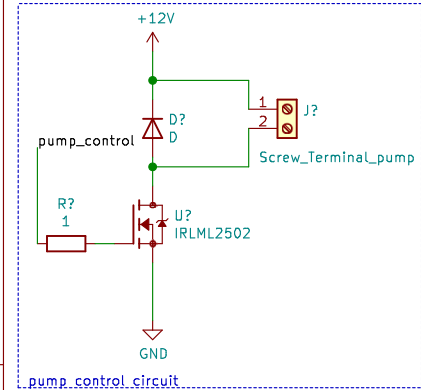 +12V
1
J?
2
D?
D
pump_control
Screw_Terminal_pump
R?
1
U?
IRLML2502
GND
pump control circuit